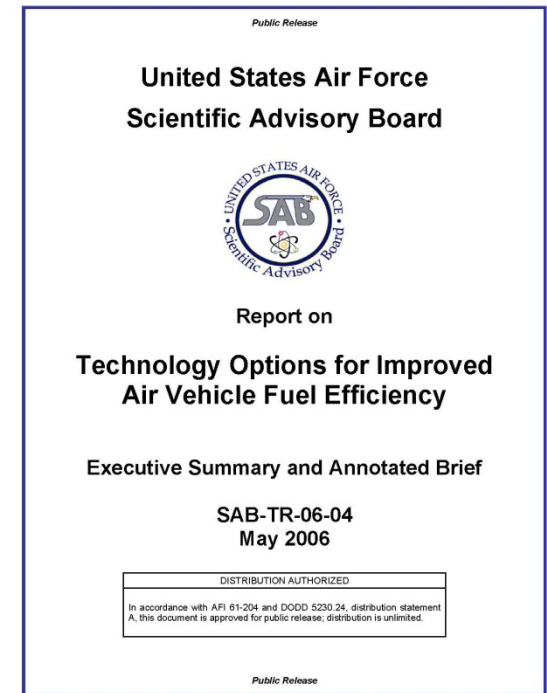 Public Release
United States Air Force
Scientific Advisory Board
UNITED STATES AIR FORCE
SAB
Scientific Advisory Board
Report on
Technology Options for Improved
Air Vehicle Fuel Efficiency
Executive Summary and Annotated Brief
SAB-TR-06-04
May 2006
DISTRIBUTION AUTHORIZED
In accordance with AFI 61-204 and DODD 5230.24, distribution statement
A, this document is approved for public release; distribution is unlimited.
Public Release